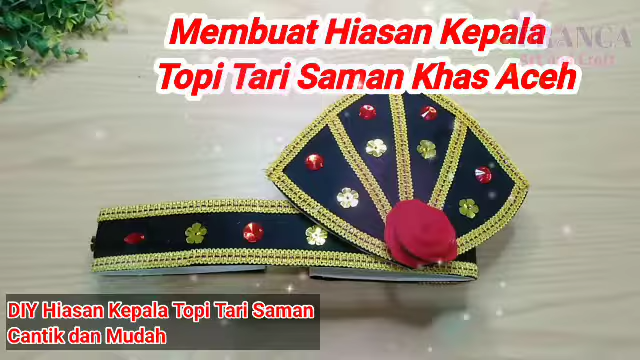 Membuat Hiasan Kepala
Topi Tari Saman Khas Aceh
DIY Hiasan Kepala Topi Tari Saman
Cantik dan Mudah